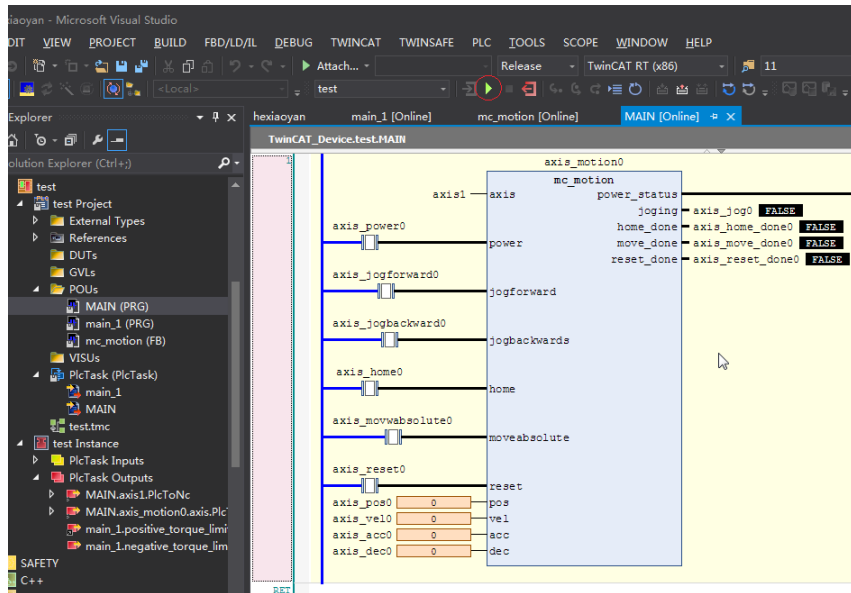 xiaoyan - Microsoft Visual Studio
DIT VIEW PROJECT BUILD FBD/LD/IL DEBUG TWINCAT TWINSAFE PLC TOOLS SCOPE WINDOW HELP
Attach... Release TwinCAT RT (x86) 11
<Local> test
Explorer hexiaoyan main_1 [Online] mc_motion [Online] MAIN [Online]
TwinCAT_Device.test.MAIN
olution Explorer (Ctrl+;)
test
test Project
External Types
References
DUTs
GVLs
POUs
MAIN (PRG)
main_1 (PRG)
mc_motion (FB)
VISUs
PlcTask (PlcTask)
main_1
MAIN
test.tmc
test Instance
PlcTask Inputs
PlcTask Outputs
MAIN.axis1.PlcToNc
MAIN.axis_motion0.axis.Plc
main_1.positive_torque_limi
main_1.negative_torque_lim
SAFETY
C++
1
axis_motion0
mc_motion
axis1 axis power_status
joging axis_jog0 FALSE
axis_power0 home_done axis_home_done0 FALSE
power move_done axis_move_done0 FALSE
reset_done axis_reset_done0 FALSE
axis_jogforward0
jogforward
axis_jogbackward0
jogbackwards
axis_home0
home
axis_movwabsolute0
moveabsolute
axis_reset0
reset
axis_pos0 0 pos
axis_vel0 0 vel
axis_acc0 0 acc
axis_dec0 0 dec
RET